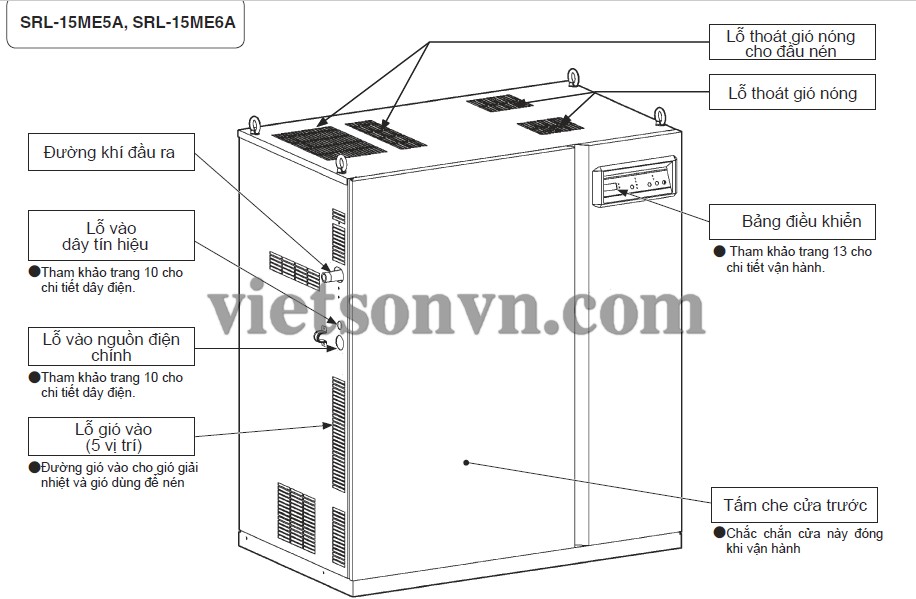 SRL-15ME5A, SRL-15ME6A
Lỗ thoát gió nóng
cho đầu nén
Lỗ thoát gió nóng
Đường khí đầu ra
Lỗ vào
dây tín hiệu
●Tham khảo trang 10 cho
chi tiết dây điện.
Bảng điều khiển
● Tham khảo trang 13 cho
chi tiết vận hành.
vietsonvn.com
Lỗ vào nguồn điện
chính
●Tham khảo trang 10 cho
chi tiết dây điện.
Lỗ gió vào
(5 vị trí)
●Đường gió vào cho gió giải
nhiệt và gió dùng để nén
Tấm che cửa trước
●Chắc chắn cửa này đóng
khi vận hành